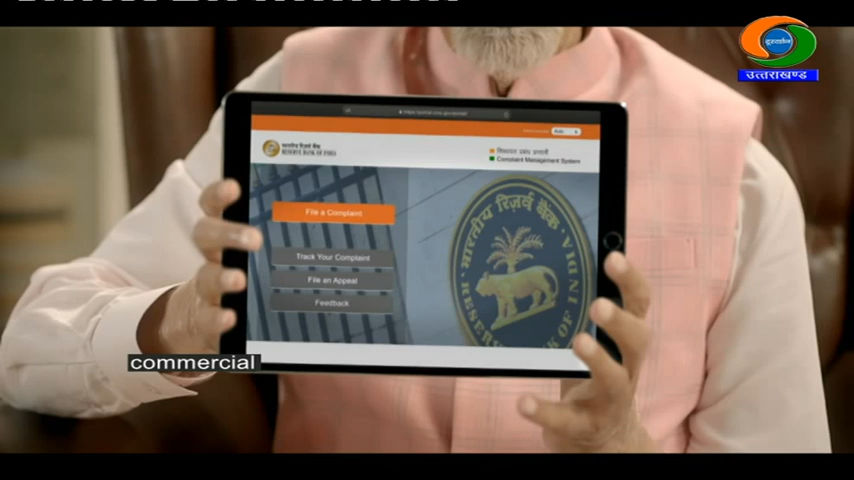 दूरदर्शन
उत्तराखण्ड
भारतीय रिज़र्व बैंक
RESERVE BANK OF INDIA
शिकायत प्रबंध प्रणाली
Complaint Management System
File a Complaint
Track Your Complaint
File an Appeal
Feedback
भारतीय रिज़र्व बैंक
RESERVE BANK OF INDIA
commercial